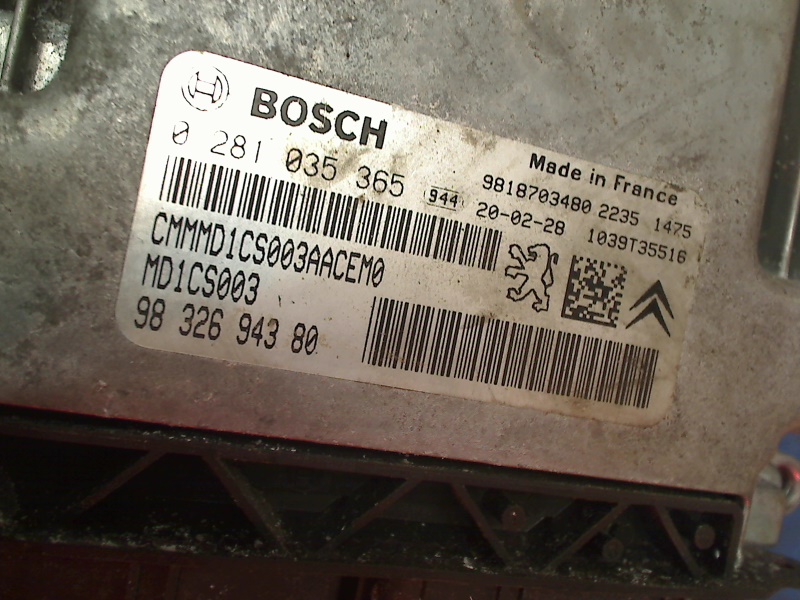 BOSCH
0 281 035 365
944
Made in France
9818703480 2235 1475
20-02-28 1039T35516
CMMMD1CS003AACEM0
MD1CS003
98 326 943 80